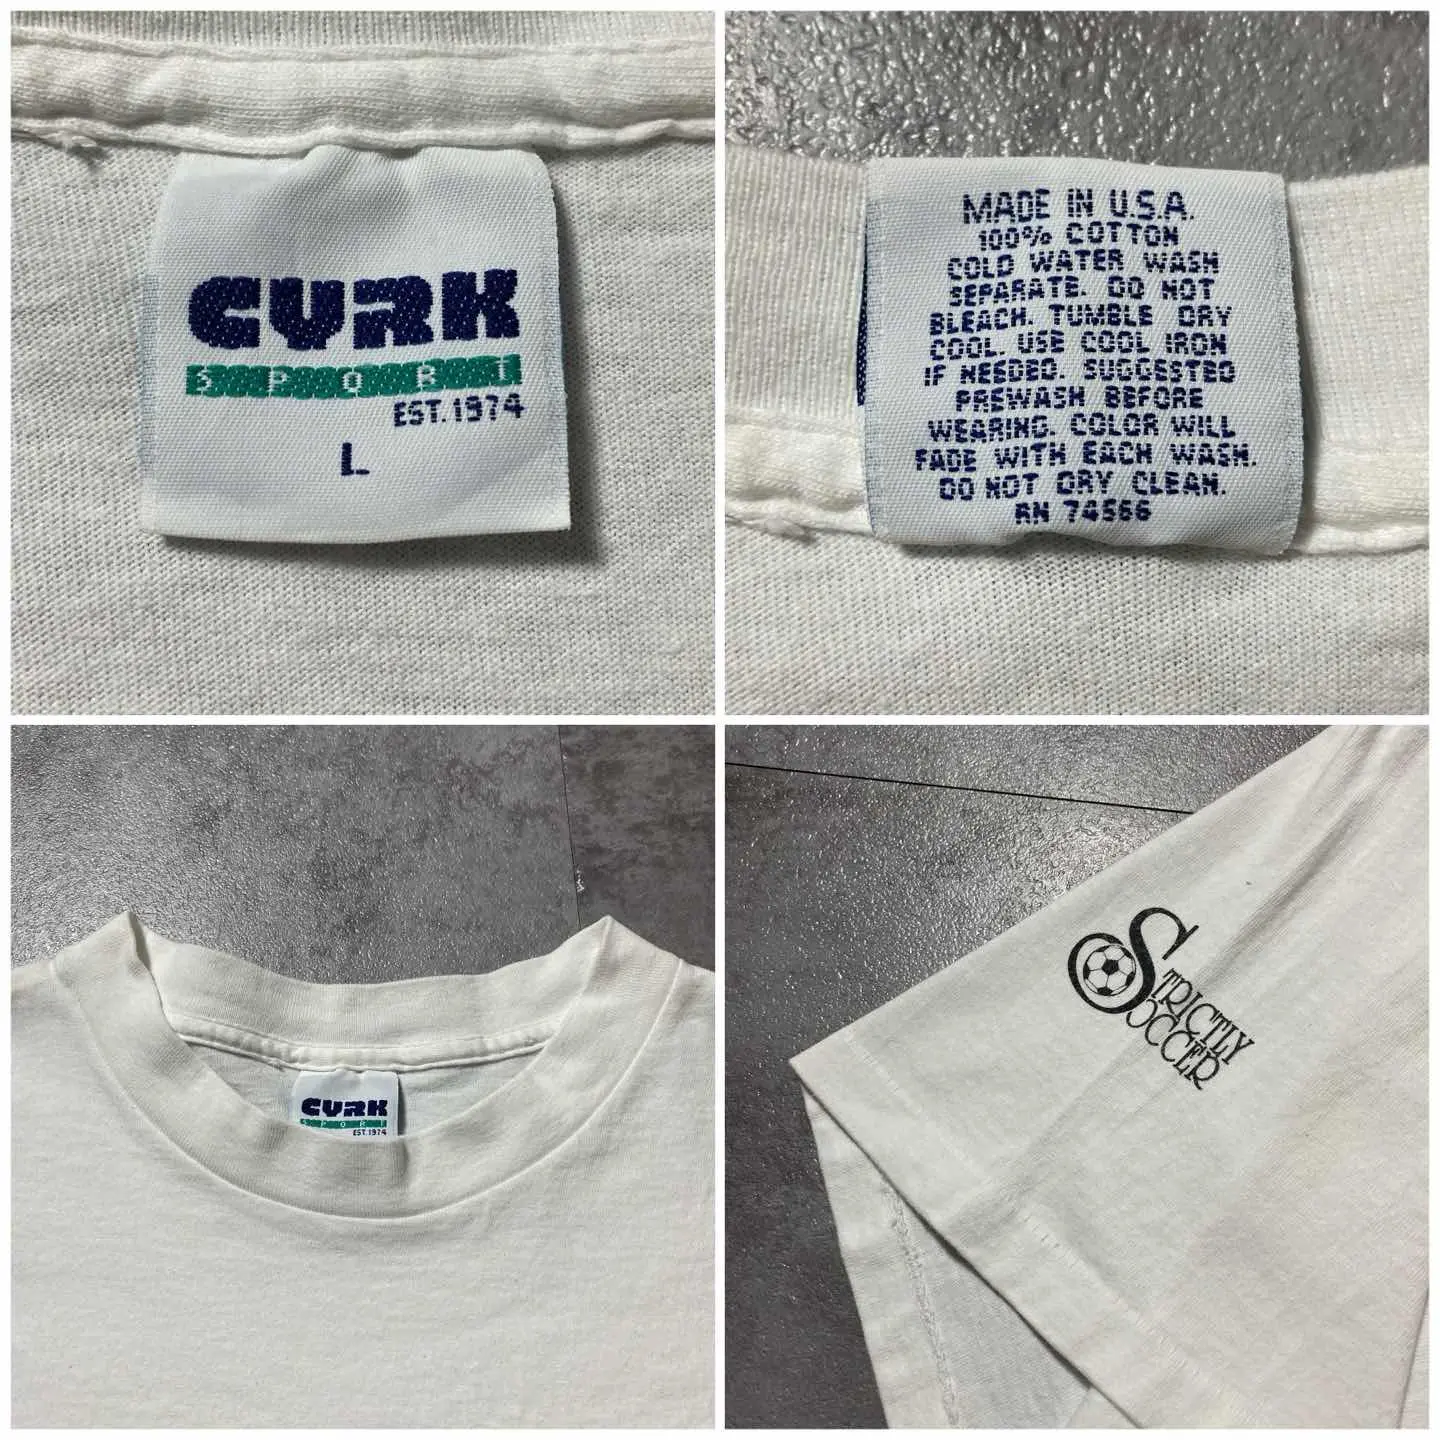 CYRK
SPORT
EST.1974
L
MADE IN U.S.A.
100% COTTON
COLD WATER WASH
SEPARATE. DO NOT
BLEACH. TUMBLE DRY
COOL. USE COOL IRON
IF NEEDED. SUGGESTED
PREWASH BEFORE
WEARING. COLOR WILL
FADE WITH EACH WASH.
DO NOT DRY CLEAN.
RN 74566
CYRK
SPORT
EST.1974
STRICTLY
SOCCER